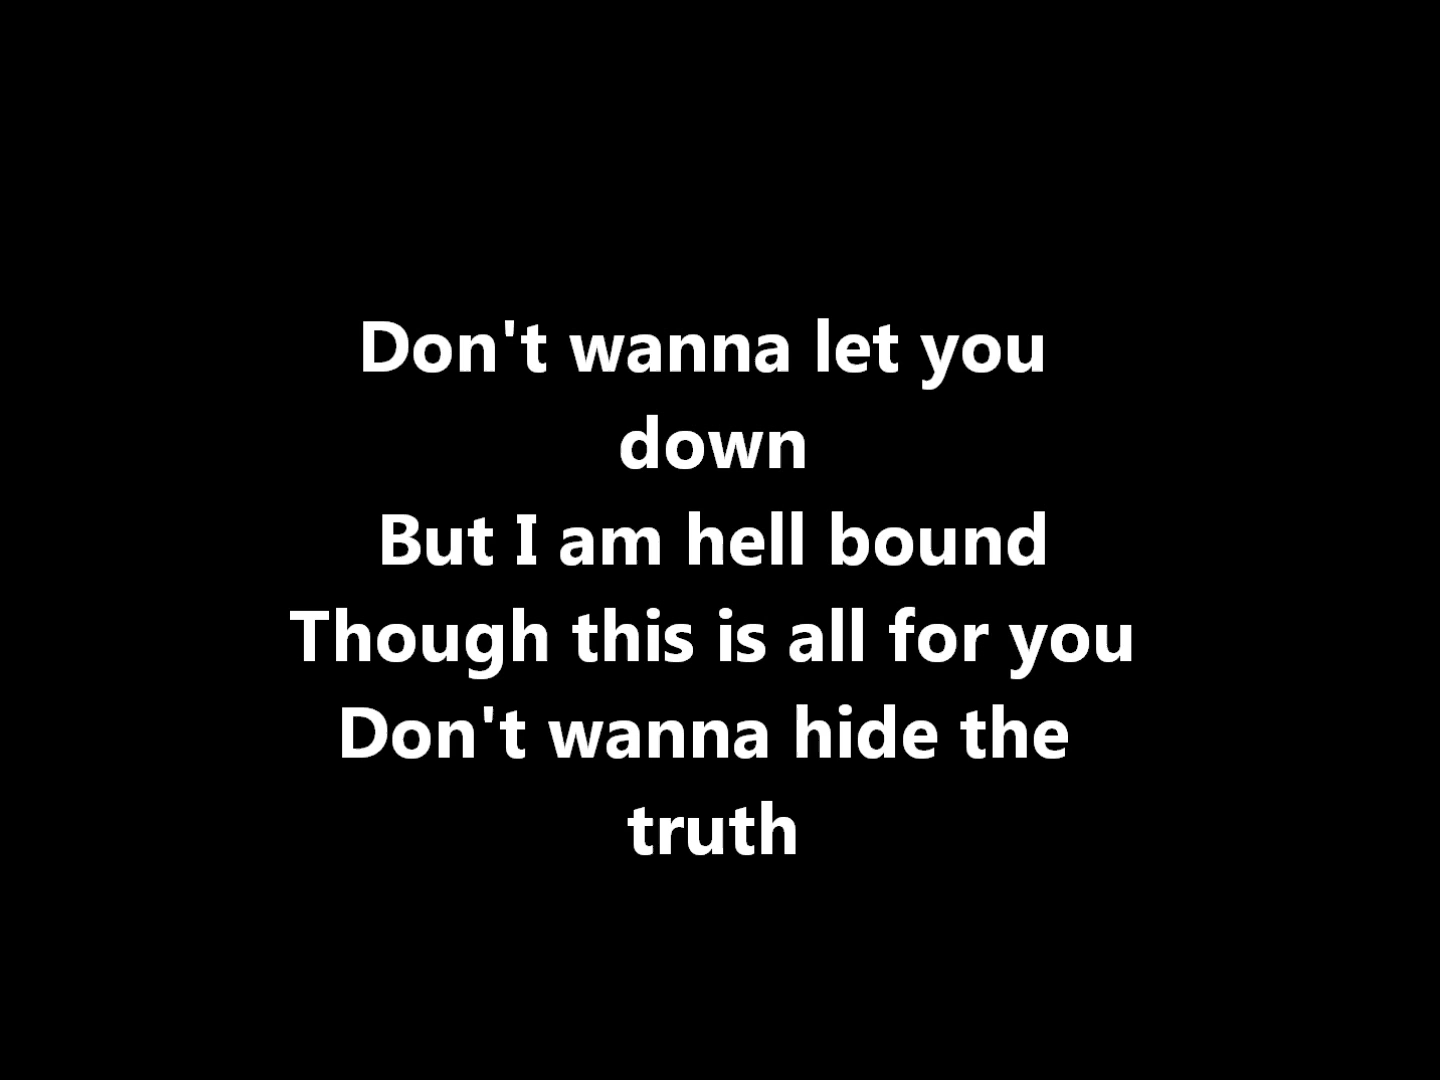 Don't wanna let you
down
But I am hell bound
Though this is all for you
Don't wanna hide the
truth